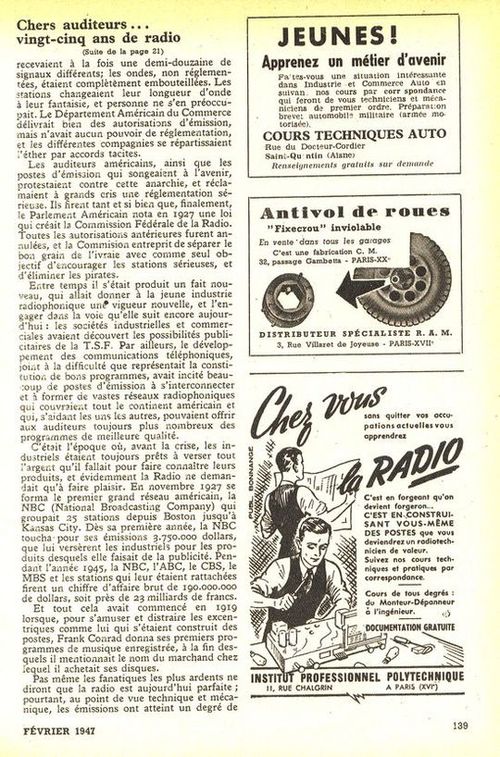 Chers auditeurs...
vingt-cinq ans de radio
(Suite de la page 21)
recevaient à la fois une demi-douzaine de
signaux différents; les ondes, non réglemen-
tées, étaient complètement embouteillées. Les
stations changeaient leur longueur d'onde
à leur fantaisie, et personne ne s'en préoccu-
pait. Le Département Américain du Commerce
délivrait bien des autorisations d'émission,
mais n'avait aucun pouvoir de réglementation,
et les différentes compagnies se répartissaient
l'éther par accords tacites.
Les auditeurs américains, ainsi que les
postes d'émission qui songeaient à l'avenir,
protestaient contre cette anarchie, et récla-
maient à grands cris une réglementation sé-
rieuse. Ils firent tant et si bien que, finalement,
le Parlement Américain nota en 1927 une loi
qui créait la Commission Fédérale de la Radio.
Toutes les autorisations antérieures furent an-
nulées, et la Commision entreprit de séparer le
bon grain de l'ivraie avec comme seul ob-
jectif d'encourager les stations sérieuses, et
d'éliminer les pirates.
Entre temps il s'était produit un fait nou-
veau, qui allait donner à la jeune industrie
radiophonique une vigueur nouvelle, et l'en-
gager dans la voie qu'elle suit encore aujour-
d'hui : les sociétés industrielles et commer-
ciales avaient découvert les possibilités publi-
citaires de la T.S.F. Par ailleurs, le dévelop-
pement des communications téléphoniques,
joint à la difficulté que représentait la consti-
tution de bons programmes, avait incité beau-
coup de postes d'émission à s'interconnecter
et à former de vastes réseaux radiophoniques
qui couvraient tout le continent américain et
qui, s'aidant les uns les autres, pouvaient offrir
aux auditeurs toujours plus nombreux des
programmes de meilleure qualité.
C'était l'époque où, avant la crise, les in-
dustriels étaient toujours prêts à verser tout
l'argent qu'il fallait pour faire connaître leurs
produits, et évidemment la Radio ne deman-
dait qu'à faire plaisir. En novembre 1927 se
forma le premier grand réseau américain, la
NBC (National Broadcasting Company) qui
groupait 25 stations depuis Boston jusqu'à
Kansas City. Dès sa première année, la NBC
toucha pour ses émissions 3.750.000 dollars,
que lui versèrent les industriels pour les pro-
duits desquels elle faisait de la publicité. Pen-
dant l'année 1945, la NBC, l'ABC, le CBS, le
MBS et les stations qui leur étaient rattachées
firent un chiffre d'affaire brut de 190.000.000
de dollars, soit près de 23 milliards de francs.
Et tout cela avait commencé en 1919
lorsque, pour s'amuser et distraire les excen-
triques comme lui qui s'étaient construit des
postes, Frank Conrad donna ses premiers pro-
grammes de musique enregistrée, à la fin des-
quels il mentionnait le nom du marchand chez
lequel il achetait ses disques.
Pas même les fanatiques les plus ardents ne
diront que la radio est aujourd'hui parfaite ;
pourtant, au point de vue technique et méca-
nique, les émissions ont atteint un degré de
JEUNES!
Apprenez un métier d'avenir
Faites-vous une situation intéressante
dans Industrie et Commerce Auto en
suivant nos cours par correspondance
qui feront de vous techniciens et méca-
niciens de premier ordre. Préparation
brevet automobile militaire (armée mo-
torisée).
COURS TECHNIQUES AUTO
Rue du Docteur-Cordier
Saint-Quentin (Aisne)
Renseignements gratuits sur demande
Antivol de roues
"Fixecrou" inviolable
En vente dans tous les garages
C'est une fabrication C. M.
32, passage Gambetta - PARIS-XXᵉ
DISTRIBUTEUR SPÉCIALISTE R. A. M.
3, Rue Villaret de Joyeuse - PARIS-XVIIᵉ
Chez vous
sans quitter vos occu-
pations actuelles vous
apprendrez
la RADIO
C'est en forgeant qu'on
devient forgeron...
C'EST EN CONSTRUI-
SANT VOUS-MÊME
DES POSTES que vous
deviendrez un radiotech-
nicien de valeur.
Suivez nos cours tech-
niques et pratiques par
correspondance.
Cours de tous degrés :
du Monteur-Dépanneur
à l'ingénieur.
DOCUMENTATION GRATUITE
PUBL. BONNANGE
INSTITUT PROFESSIONNEL POLYTECHNIQUE
11, RUE CHALGRIN A PARIS (XVIᵉ)
FÉVRIER 1947
139